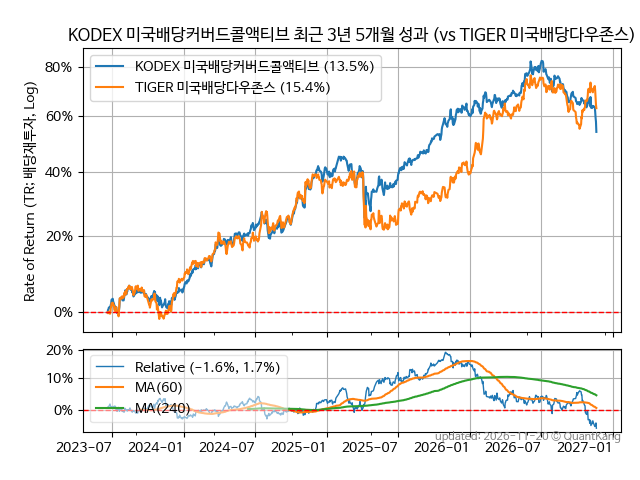 KODEX 미국배당커버드콜액티브 최근 3년 5개월 성과 (vs TIGER 미국배당다우존스)
KODEX 미국배당커버드콜액티브 (13.5%)
TIGER 미국배당다우존스 (15.4%)
Rate of Return (TR: 배당재투자, Log)
80%
60%
40%
20%
0%
20%
10%
0%
Relative (−1.6%, 1.7%)
MA(60)
MA(240)
updated: 2026-11-20 © QuantKang
2023-07 2024-01 2024-07 2025-01 2025-07 2026-01 2026-07 2027-01